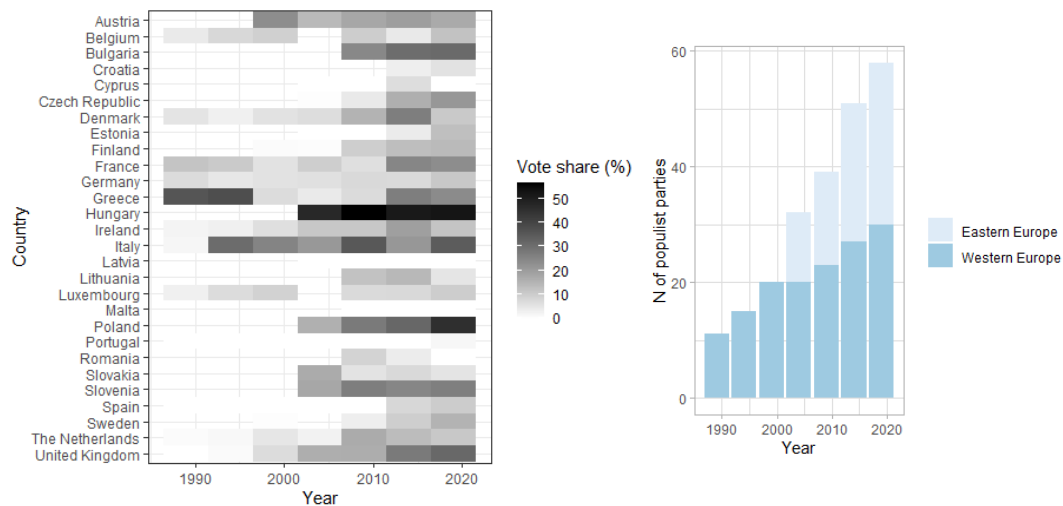 Austria
Belgium
Bulgaria
Croatia
Cyprus
Czech Republic
Denmark
Estonia
Finland
France
Germany
Greece
Hungary
Ireland
Italy
Latvia
Lithuania
Luxembourg
Malta
Poland
Portugal
Romania
Slovakia
Slovenia
Spain
Sweden
The Netherlands
United Kingdom
Country
1990 2000 2010 2020
Year
Vote share (%)
50
40
30
20
10
0
60
40
20
0
N of populist parties
1990 2000 2010 2020
Year
Eastern Europe
Western Europe